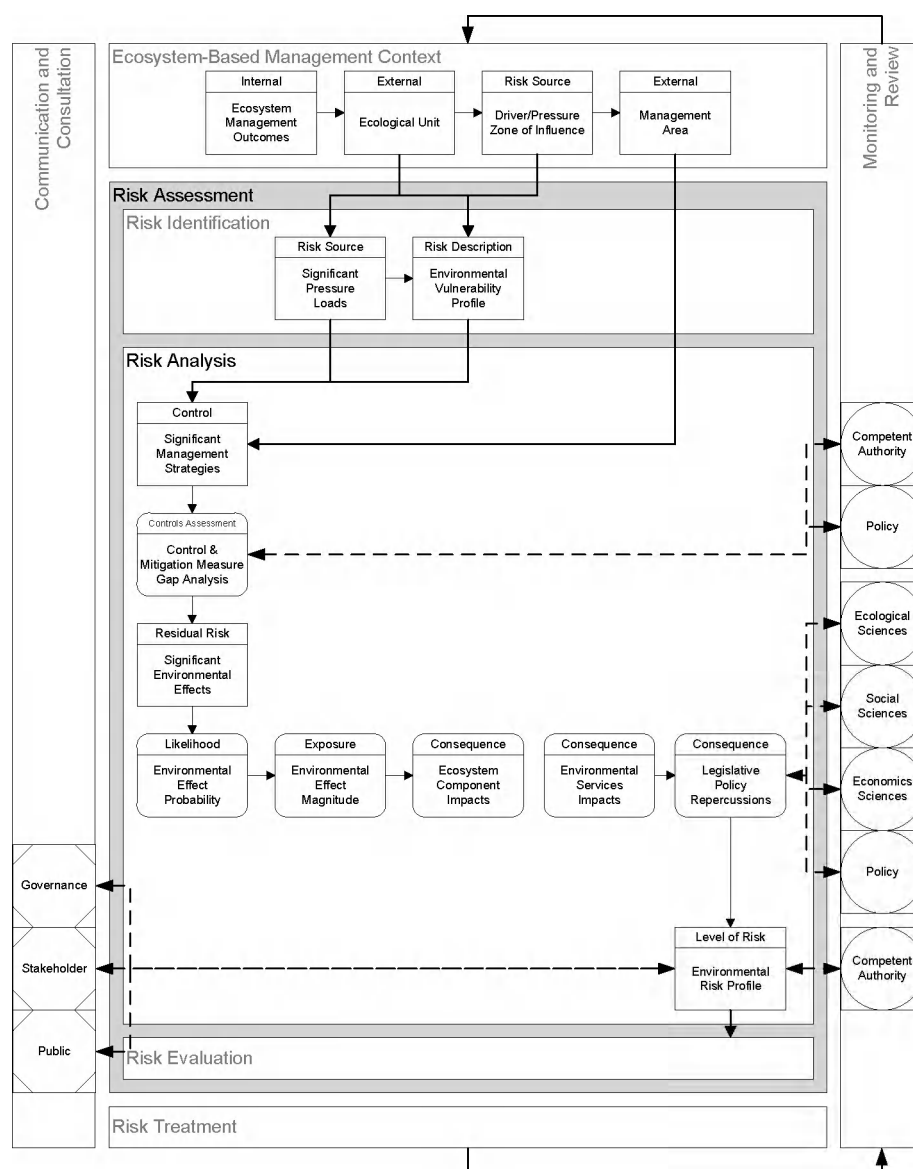 Communication and
Consultation
Ecosystem-Based Management Context
Internal
Ecosystem
Management
Outcomes
External
Ecological Unit
Risk Source
Driver/Pressure
Zone of Influence
External
Management
Area
Monitoring and
Review
Risk Assessment
Risk Identification
Risk Source
Significant
Pressure
Loads
Risk Description
Environmental
Vulnerability
Profile
Risk Analysis
Control
Significant
Management
Strategies
Controls Assessment
Control &
Mitigation Measure
Gap Analysis
Residual Risk
Significant
Environmental
Effects
Likelihood
Environmental
Effect
Probability
Exposure
Environmental
Effect
Magnitude
Consequence
Ecosystem
Component
Impacts
Consequence
Environmental
Services
Impacts
Consequence
Legislative
Policy
Repercussions
Level of Risk
Environmental
Risk Profile
Competent
Authority
Policy
Ecological
Sciences
Social
Sciences
Economics
Sciences
Policy
Competent
Authority
Governance
Stakeholder
Public
Risk Evaluation
Risk Treatment